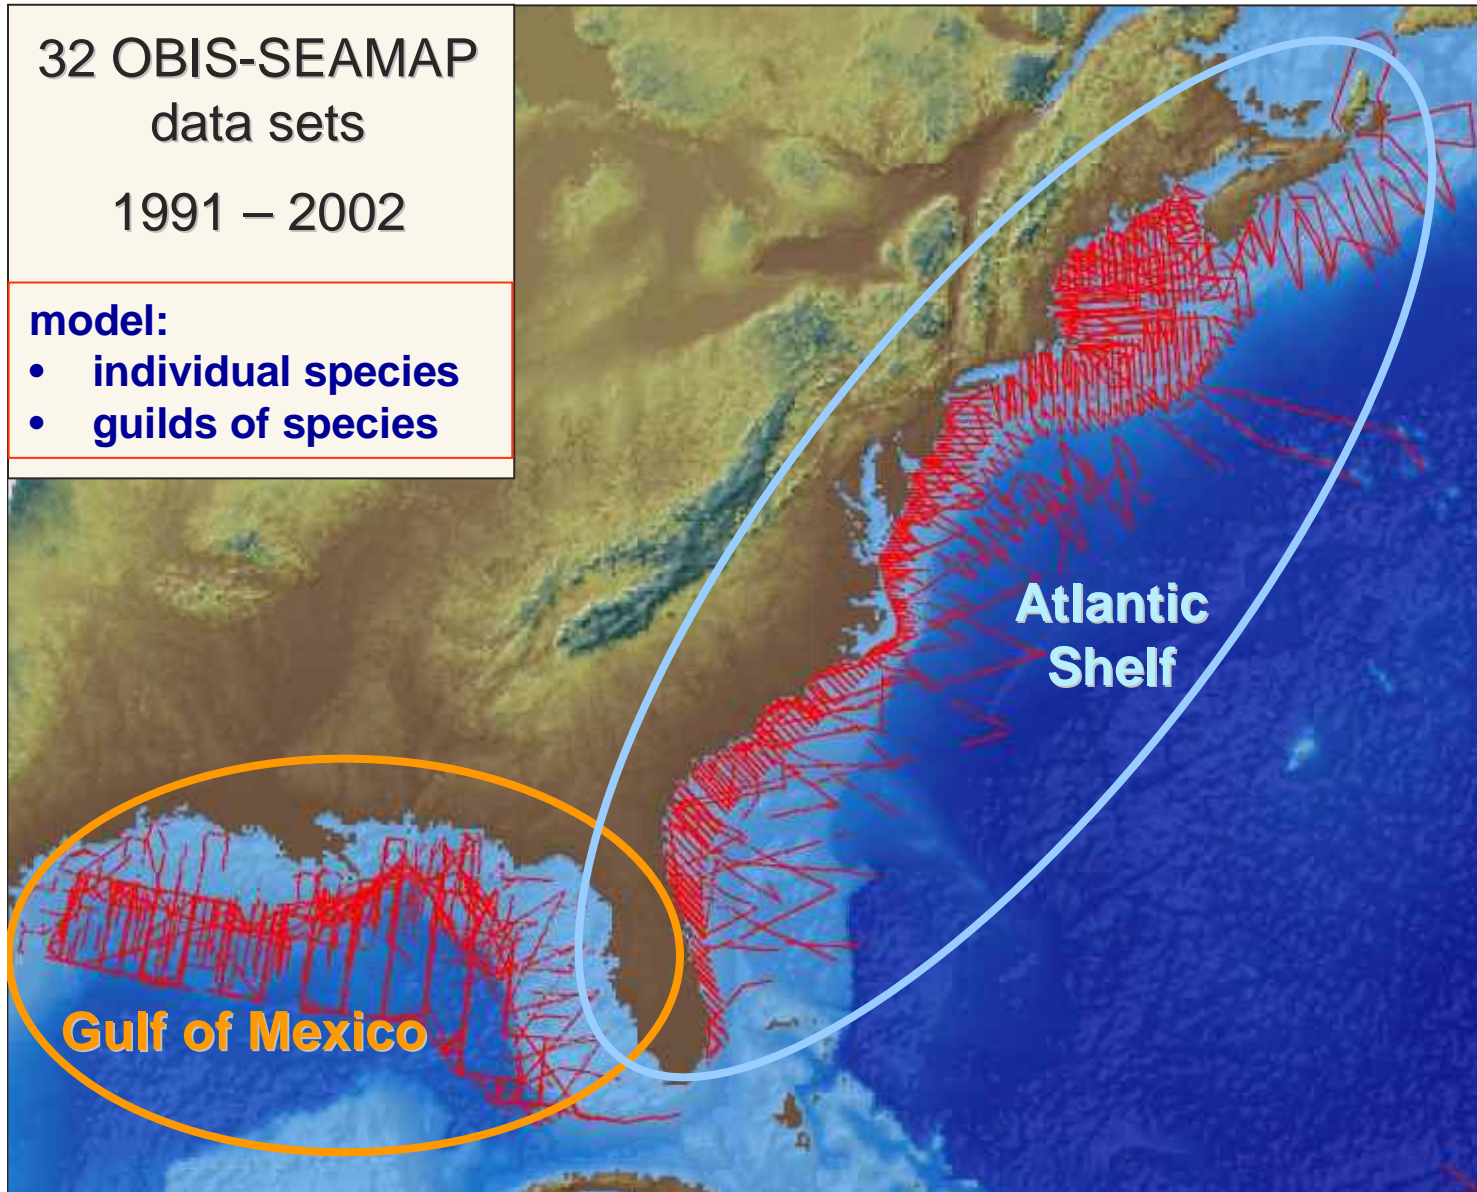 32 OBIS-SEAMAP
data sets
1991 – 2002
model:
• individual species
• guilds of species
Atlantic
Shelf
Gulf of Mexico